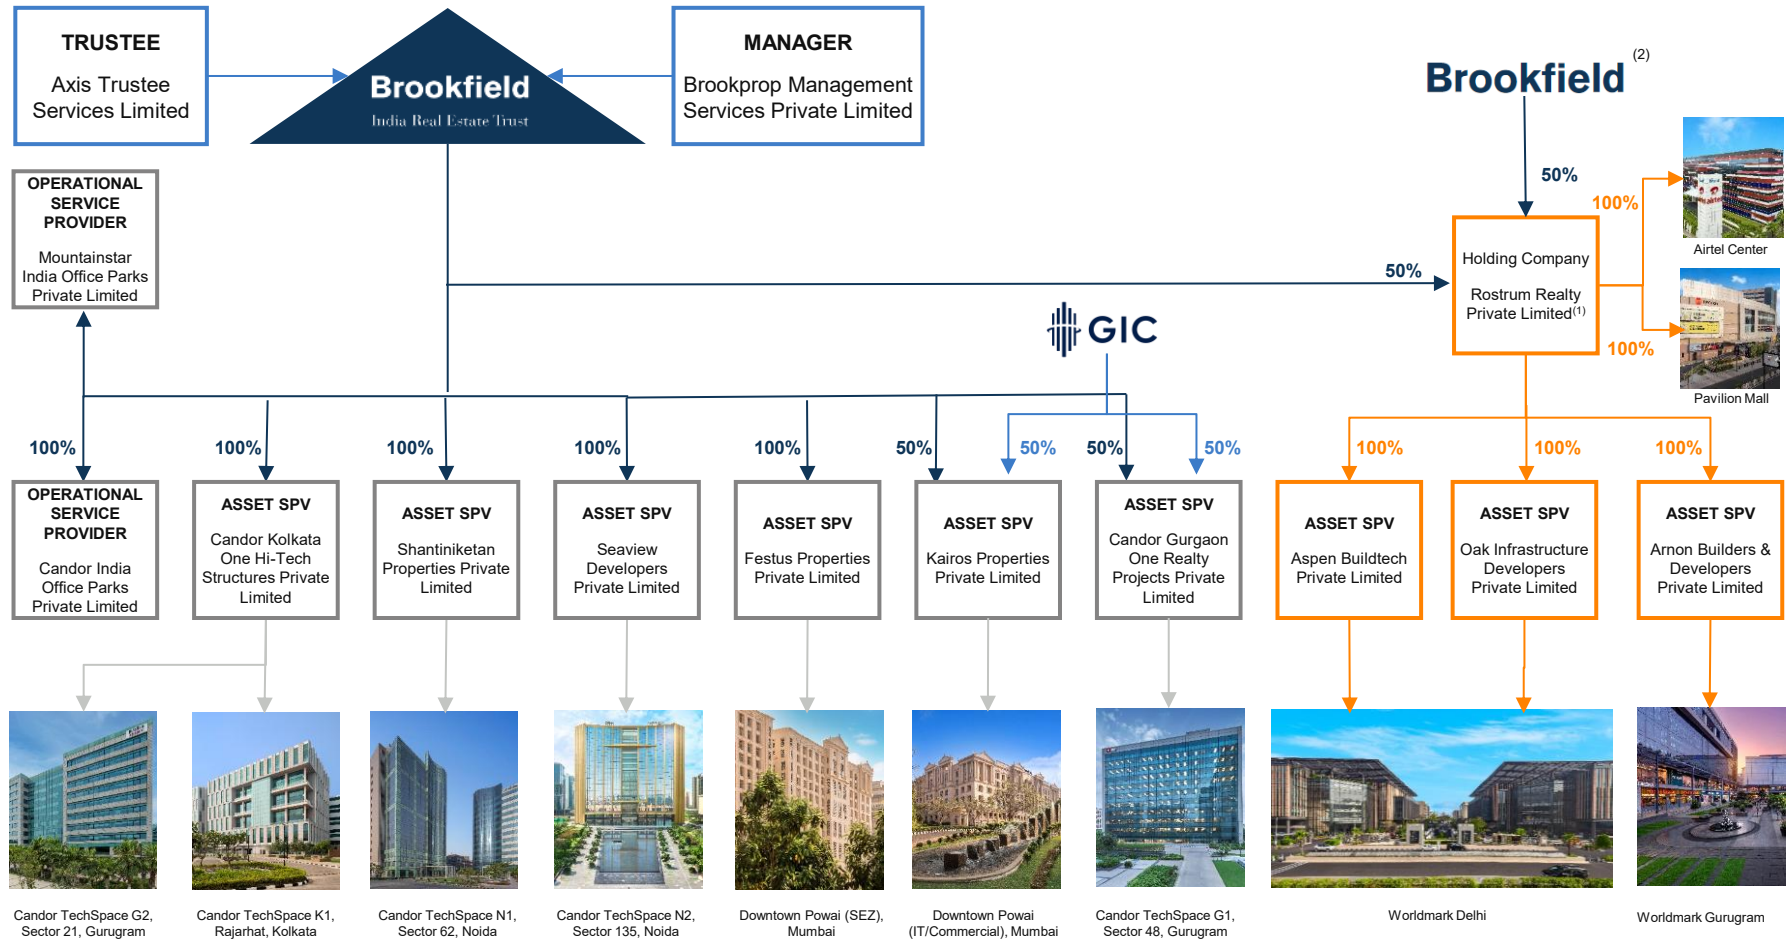 TRUSTEE
Axis Trustee
Services Limited
Brookfield
India Real Estate Trust
MANAGER
Brookprop Management
Services Private Limited
Brookfield (2)
50%
100%
Airtel Center
100%
Pavilion Mall
OPERATIONAL
SERVICE
PROVIDER
Mountainstar
India Office Parks
Private Limited
50%
Holding Company
Rostrum Realty
Private Limited(1)
GIC
100%
100%
100%
100%
100%
50%
50%
50%
50%
100%
100%
100%
OPERATIONAL
SERVICE
PROVIDER
Candor India
Office Parks
Private Limited
ASSET SPV
Candor Kolkata
One Hi-Tech
Structures Private
Limited
ASSET SPV
Shantiniketan
Properties Private
Limited
ASSET SPV
Seaview
Developers
Private Limited
ASSET SPV
Festus Properties
Private Limited
ASSET SPV
Kairos Properties
Private Limited
ASSET SPV
Candor Gurgaon
One Realty
Projects Private
Limited
ASSET SPV
Aspen Buildtech
Private Limited
ASSET SPV
Oak Infrastructure
Developers
Private Limited
ASSET SPV
Arnon Builders &
Developers
Private Limited
Candor TechSpace G2,
Sector 21, Gurugram
Candor TechSpace K1,
Rajarhat, Kolkata
Candor TechSpace N1,
Sector 62, Noida
Candor TechSpace N2,
Sector 135, Noida
Downtown Powai (SEZ),
Mumbai
Downtown Powai
(IT/Commercial), Mumbai
Candor TechSpace G1,
Sector 48, Gurugram
Worldmark Delhi
Worldmark Gurugram